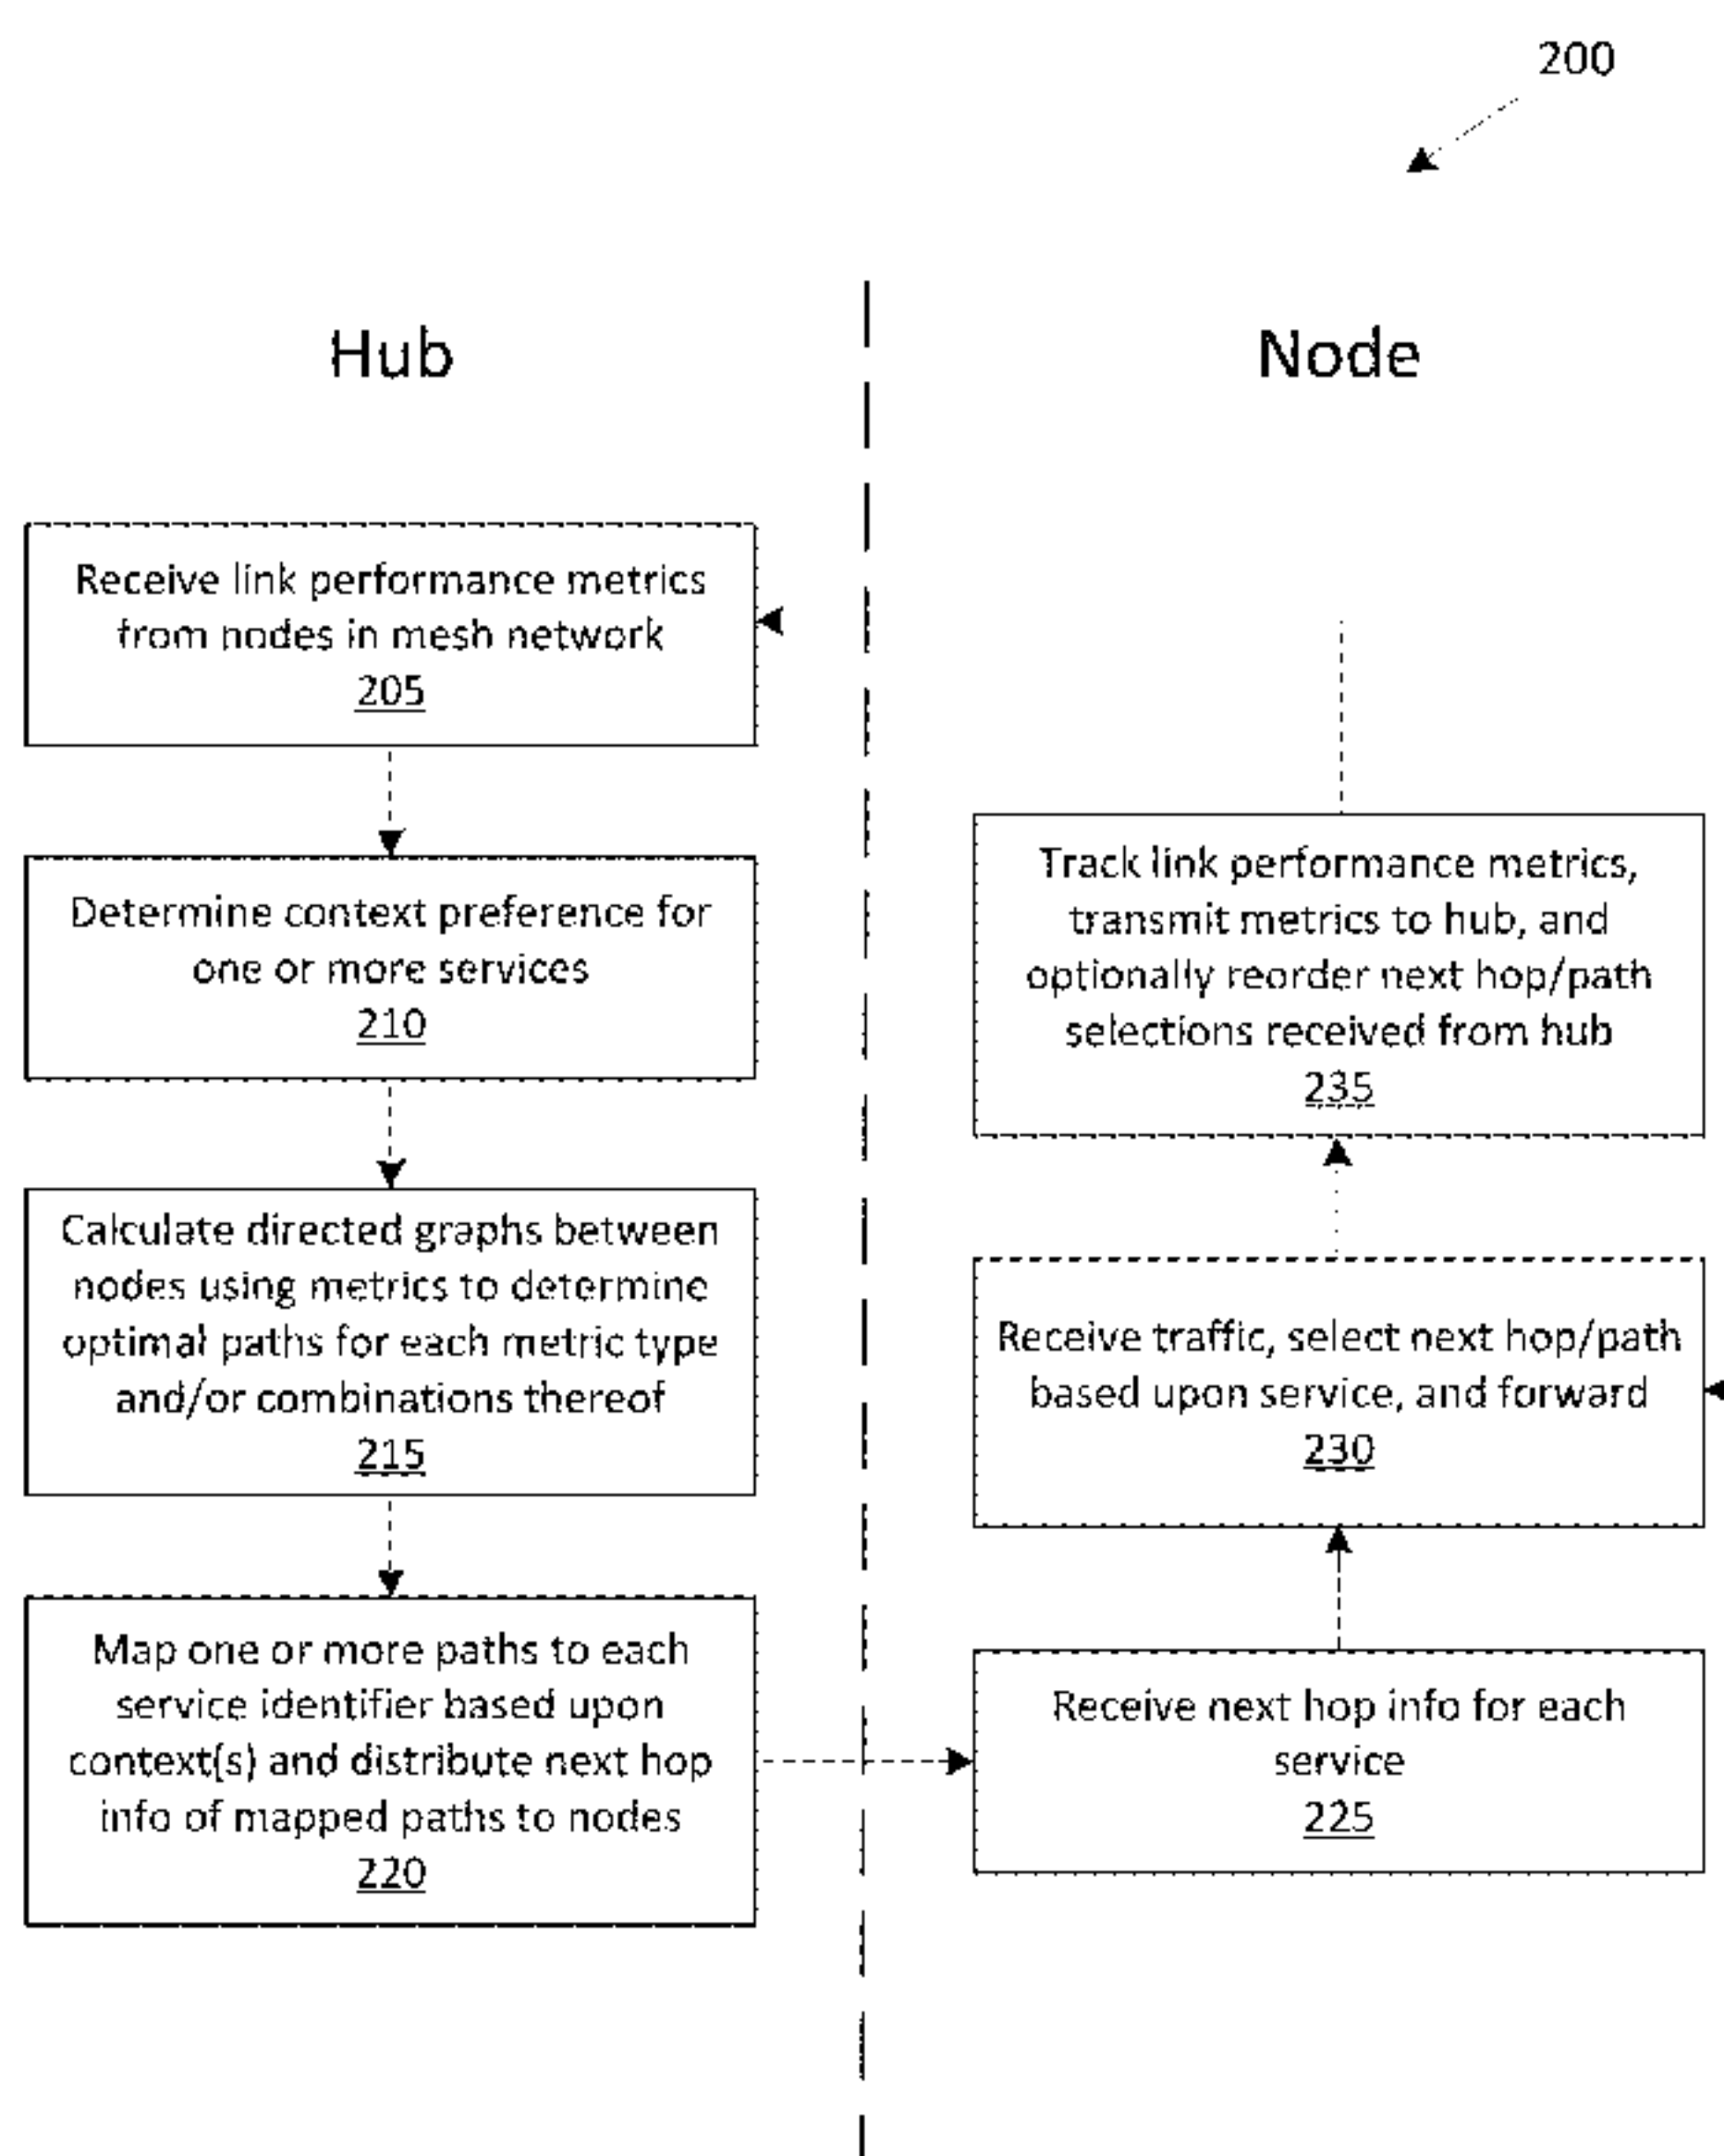 200
Hub
Node
Receive link performance metrics
from nodes in mesh network
205
Determine context preference for
one or more services
210
Calculate directed graphs between
nodes using metrics to determine
optimal paths for each metric type
and/or combinations thereof
215
Map one or more paths to each
service identifier based upon
context(s) and distribute next hop
info of mapped paths to nodes
220
Track link performance metrics,
transmit metrics to hub, and
optionally reorder next hop/path
selections received from hub
235
Receive traffic, select next hop/path
based upon service, and forward
230
Receive next hop info for each
service
225